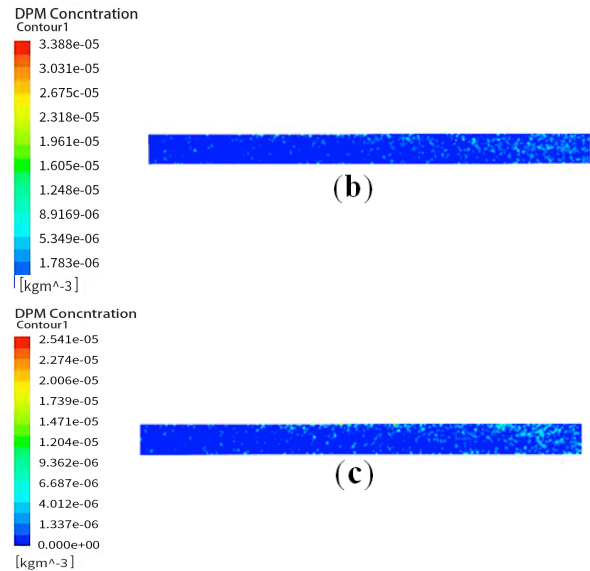 DPM Concntration
Contour1
3.388e-05
3.031e-05
2.675c-05
2.318e-05
1.961e-05
1.605e-05
1.248e-05
8.9169-06
5.349e-06
1.783e-06
[kgm^-3]
(b)
DPM Concntration
Contour1
2.541e-05
2.274e-05
2.006e-05
1.739e-05
1.471e-05
1.204e-05
9.362e-06
6.687e-06
4.012e-06
1.337e-06
0.000e+00
[kgm^-3]
(c)